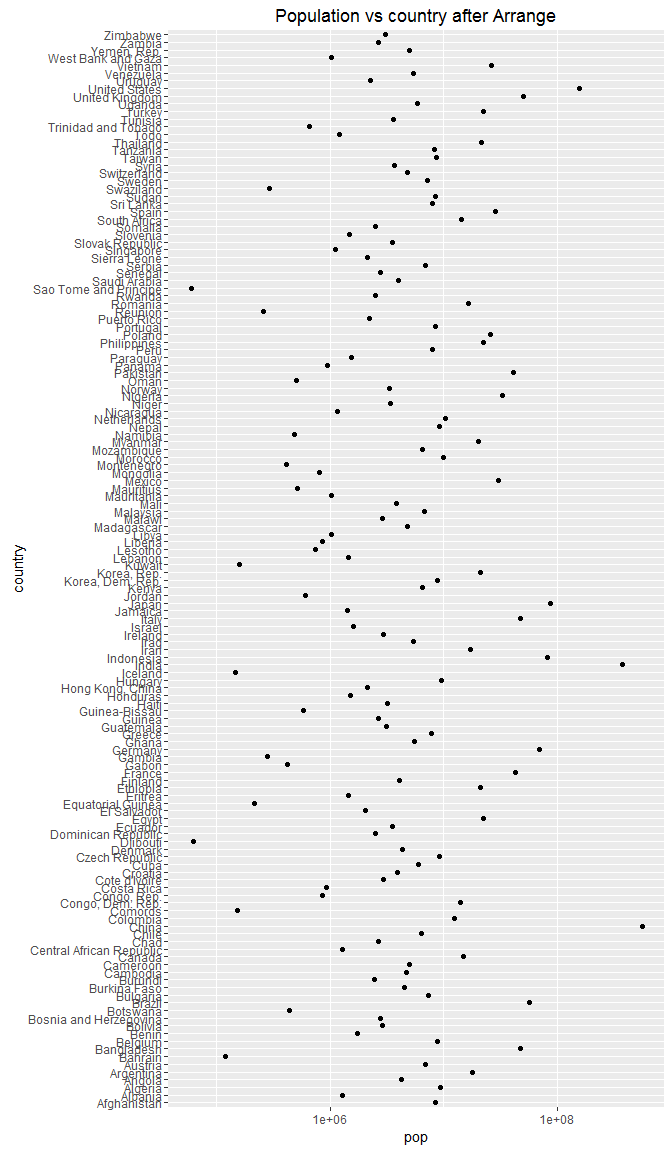 Population vs country after Arrange
Zimbabwe
Zambia
Yemen, Rep.
West Bank and Gaza
Vietnam
Venezuela
Uruguay
United States
United Kingdom
Uganda
Turkey
Tunisia
Trinidad and Tobago
Togo
Thailand
Tanzania
Taiwan
Syria
Switzerland
Sweden
Swaziland
Sudan
Sri Lanka
Spain
South Africa
Somalia
Slovenia
Slovak Republic
Singapore
Sierra Leone
Serbia
Senegal
Saudi Arabia
Sao Tome and Principe
Rwanda
Romania
Reunion
Puerto Rico
Portugal
Poland
Philippines
Peru
Paraguay
Panama
Pakistan
Oman
Norway
Nigeria
Niger
Nicaragua
Netherlands
Nepal
Namibia
Myanmar
Mozambique
Morocco
Montenegro
Mongolia
Mexico
Mauritius
Mauritania
Mali
Malaysia
Malawi
Madagascar
Libya
Liberia
Lesotho
Lebanon
Kuwait
Korea, Rep.
Korea, Dem. Rep.
Kenya
Jordan
Japan
Jamaica
Italy
Israel
Ireland
Iraq
Iran
Indonesia
India
Iceland
Hungary
Hong Kong, China
Honduras
Haiti
Guinea-Bissau
Guinea
Guatemala
Greece
Ghana
Germany
Gambia
Gabon
France
Finland
Ethiopia
Eritrea
Equatorial Guinea
El Salvador
Egypt
Ecuador
Dominican Republic
Djibouti
Denmark
Czech Republic
Cuba
Croatia
Cote d'Ivoire
Costa Rica
Congo, Rep.
Congo, Dem. Rep.
Comoros
Colombia
China
Chile
Chad
Central African Republic
Canada
Cameroon
Cambodia
Burundi
Burkina Faso
Bulgaria
Brazil
Botswana
Bosnia and Herzegovina
Bolivia
Benin
Belgium
Bangladesh
Bahrain
Austria
Argentina
Angola
Algeria
Albania
Afghanistan
country
1e+06
1e+08
pop